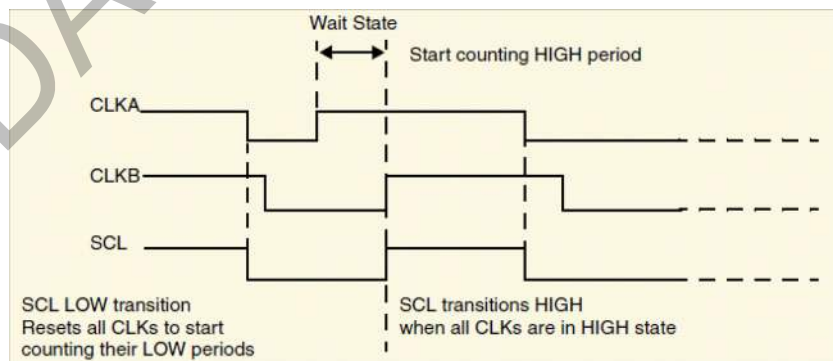 Wait State
Start counting HIGH period
CLKA
CLKB
SCL
SCL LOW transition
Resets all CLKs to start
counting their LOW periods
SCL transitions HIGH
when all CLKs are in HIGH state